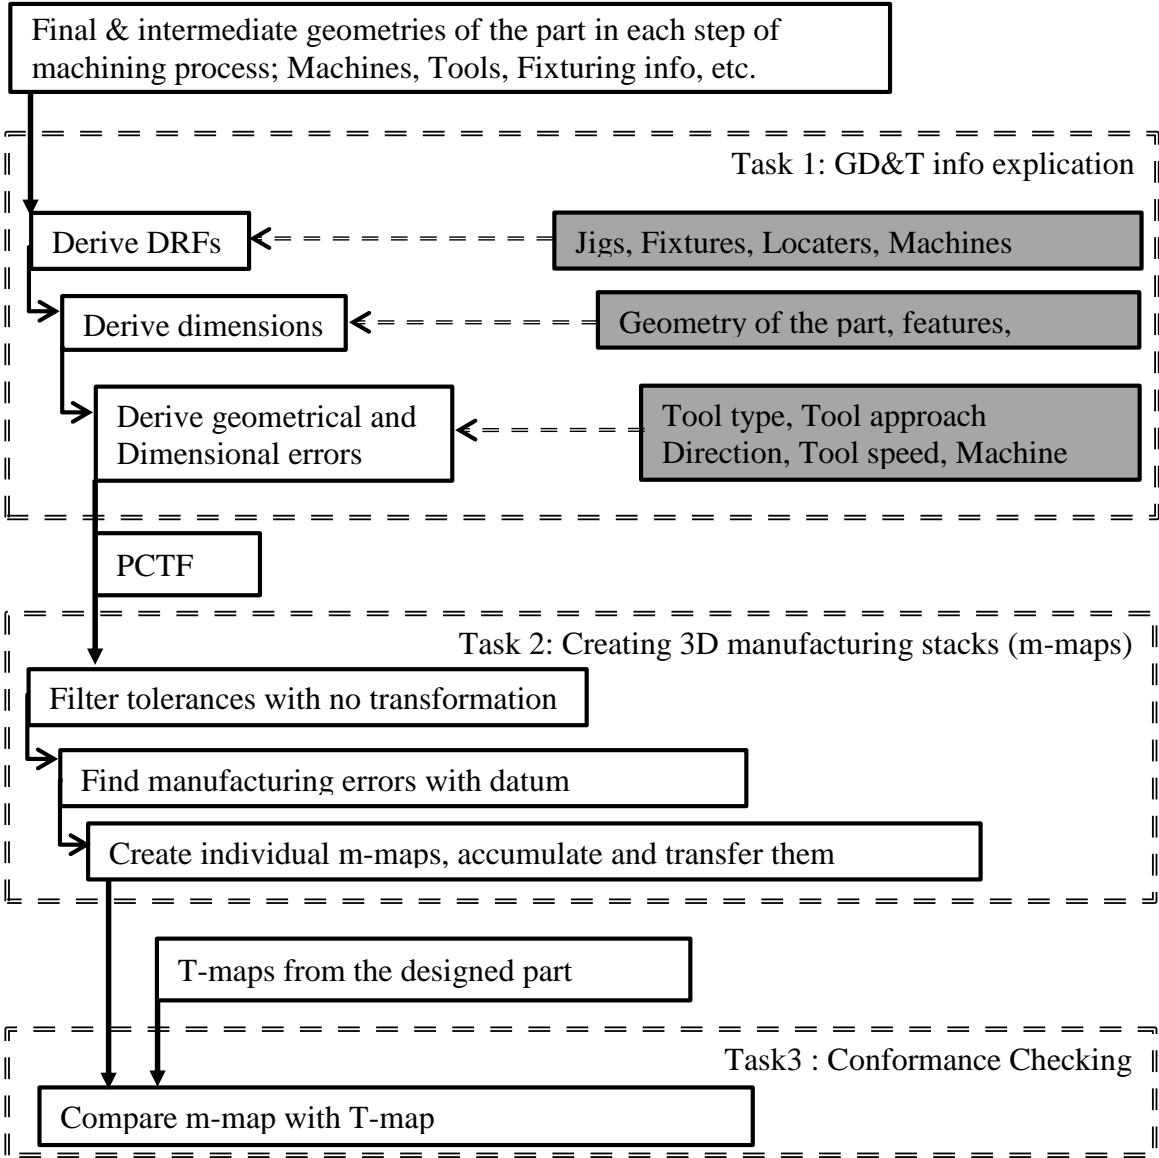 Final & intermediate geometries of the part in each step of
machining process; Machines, Tools, Fixturing info, etc.
Task 1: GD&T info explication
Derive DRFs
Jigs, Fixtures, Locaters, Machines
Derive dimensions
Geometry of the part, features,
Derive geometrical and
Dimensional errors
Tool type, Tool approach
Direction, Tool speed, Machine
PCTF
Task 2: Creating 3D manufacturing stacks (m-maps)
Filter tolerances with no transformation
Find manufacturing errors with datum
Create individual m-maps, accumulate and transfer them
T-maps from the designed part
Task3 : Conformance Checking
Compare m-map with T-map